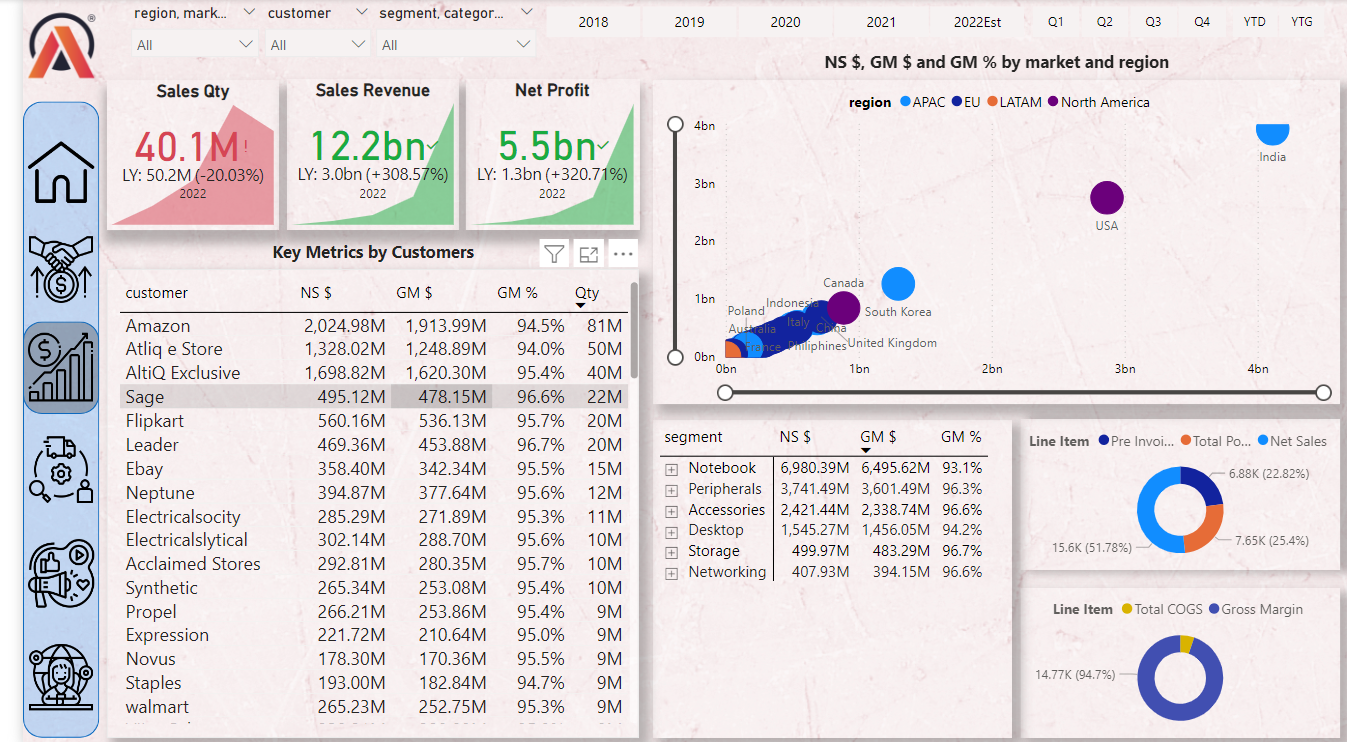 region, mark... customer segment, categor...
All All All
2018 2019 2020 2021 2022Est Q1 Q2 Q3 Q4 YTD YTG
®
Sales Qty
40.1M!
LY: 50.2M (-20.03%)
2022
Sales Revenue
12.2bn
LY: 3.0bn (+308.57%)
2022
Net Profit
5.5bn
LY: 1.3bn (+320.71%)
2022
NS $, GM $ and GM % by market and region
region APAC EU LATAM North America
4bn
3bn
2bn
1bn
0bn
India
USA
Canada
South Korea
Indonesia
Poland
Italy
China
Australia
France
Philiphines
United Kingdom
0bn 1bn 2bn 3bn 4bn
Key Metrics by Customers
customer NS $ GM $ GM % Qty
Amazon 2,024.98M 1,913.99M 94.5% 81M
Atliq e Store 1,328.02M 1,248.89M 94.0% 50M
AltiQ Exclusive 1,698.82M 1,620.30M 95.4% 40M
Sage 495.12M 478.15M 96.6% 22M
Flipkart 560.16M 536.13M 95.7% 20M
Leader 469.36M 453.88M 96.7% 20M
Ebay 358.40M 342.34M 95.5% 15M
Neptune 394.87M 377.64M 95.6% 12M
Electricalsocity 285.29M 271.89M 95.3% 11M
Electricalslytical 302.14M 288.70M 95.6% 10M
Acclaimed Stores 292.81M 280.35M 95.7% 10M
Synthetic 265.34M 253.08M 95.4% 10M
Propel 266.21M 253.86M 95.4% 9M
Expression 221.72M 210.64M 95.0% 9M
Novus 178.30M 170.36M 95.5% 9M
Staples 193.00M 182.84M 94.7% 9M
walmart 265.23M 252.75M 95.3% 9M
segment NS $ GM $ GM %
Notebook 6,980.39M 6,495.62M 93.1%
Peripherals 3,741.49M 3,601.49M 96.3%
Accessories 2,421.44M 2,338.74M 96.6%
Desktop 1,545.27M 1,456.05M 94.2%
Storage 499.97M 483.29M 96.7%
Networking 407.93M 394.15M 96.6%
Line Item Pre Invoi... Total Po... Net Sales
6.88K (22.82%)
7.65K (25.4%)
15.6K (51.78%)
Line Item Total COGS Gross Margin
14.77K (94.7%)